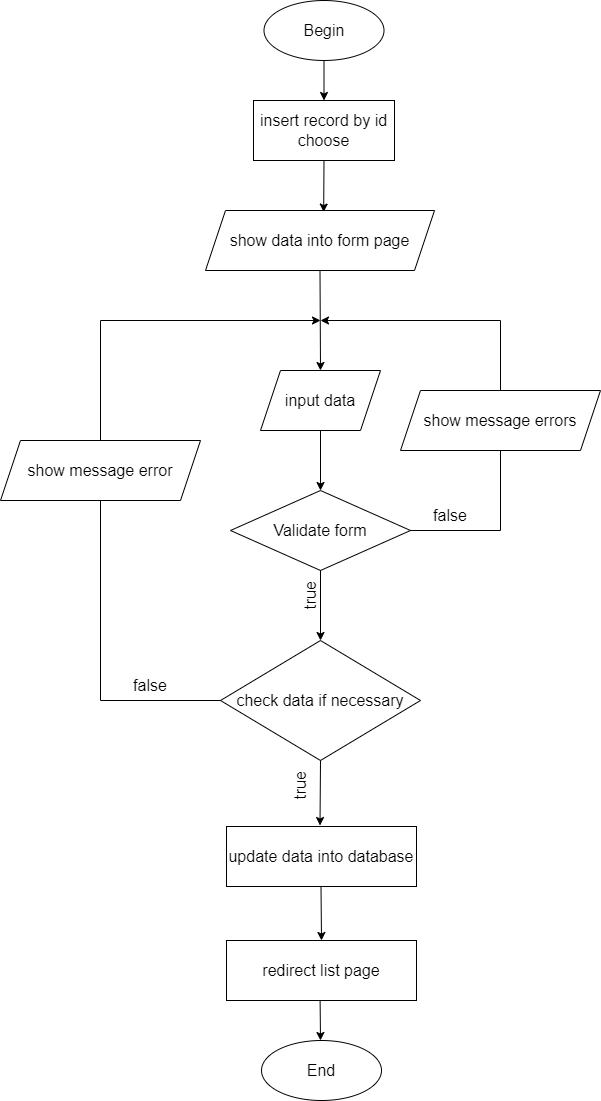 Begin
insert record by id
choose
show data into form page
input data
show message errors
show message error
Validate form
false
true
false
check data if necessary
true
update data into database
redirect list page
End